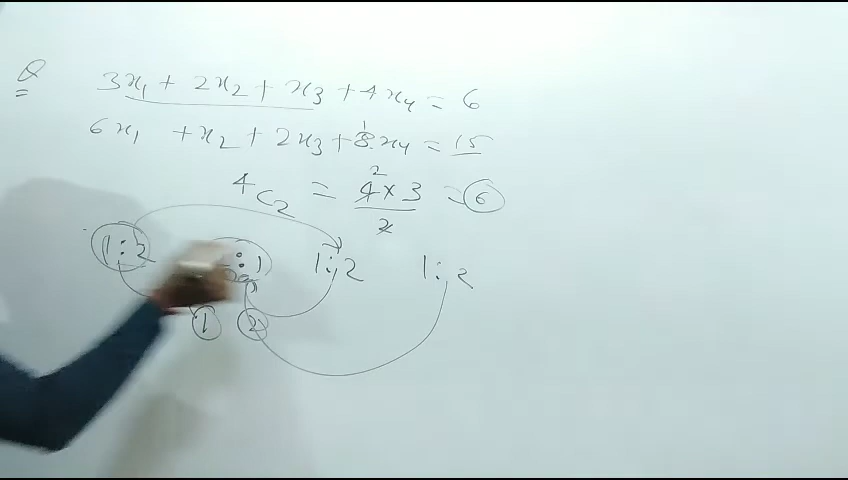 Q 3x₁ + 2x₂ + x₃ + 4x₄ = 6
6x₁ + x₂ + 2x₃ + 8x₄ = 15
⁴C₂ = 4 × 3 / 2 = 6
1 : 2 : 1 1 : 2 1 : 2
1 2